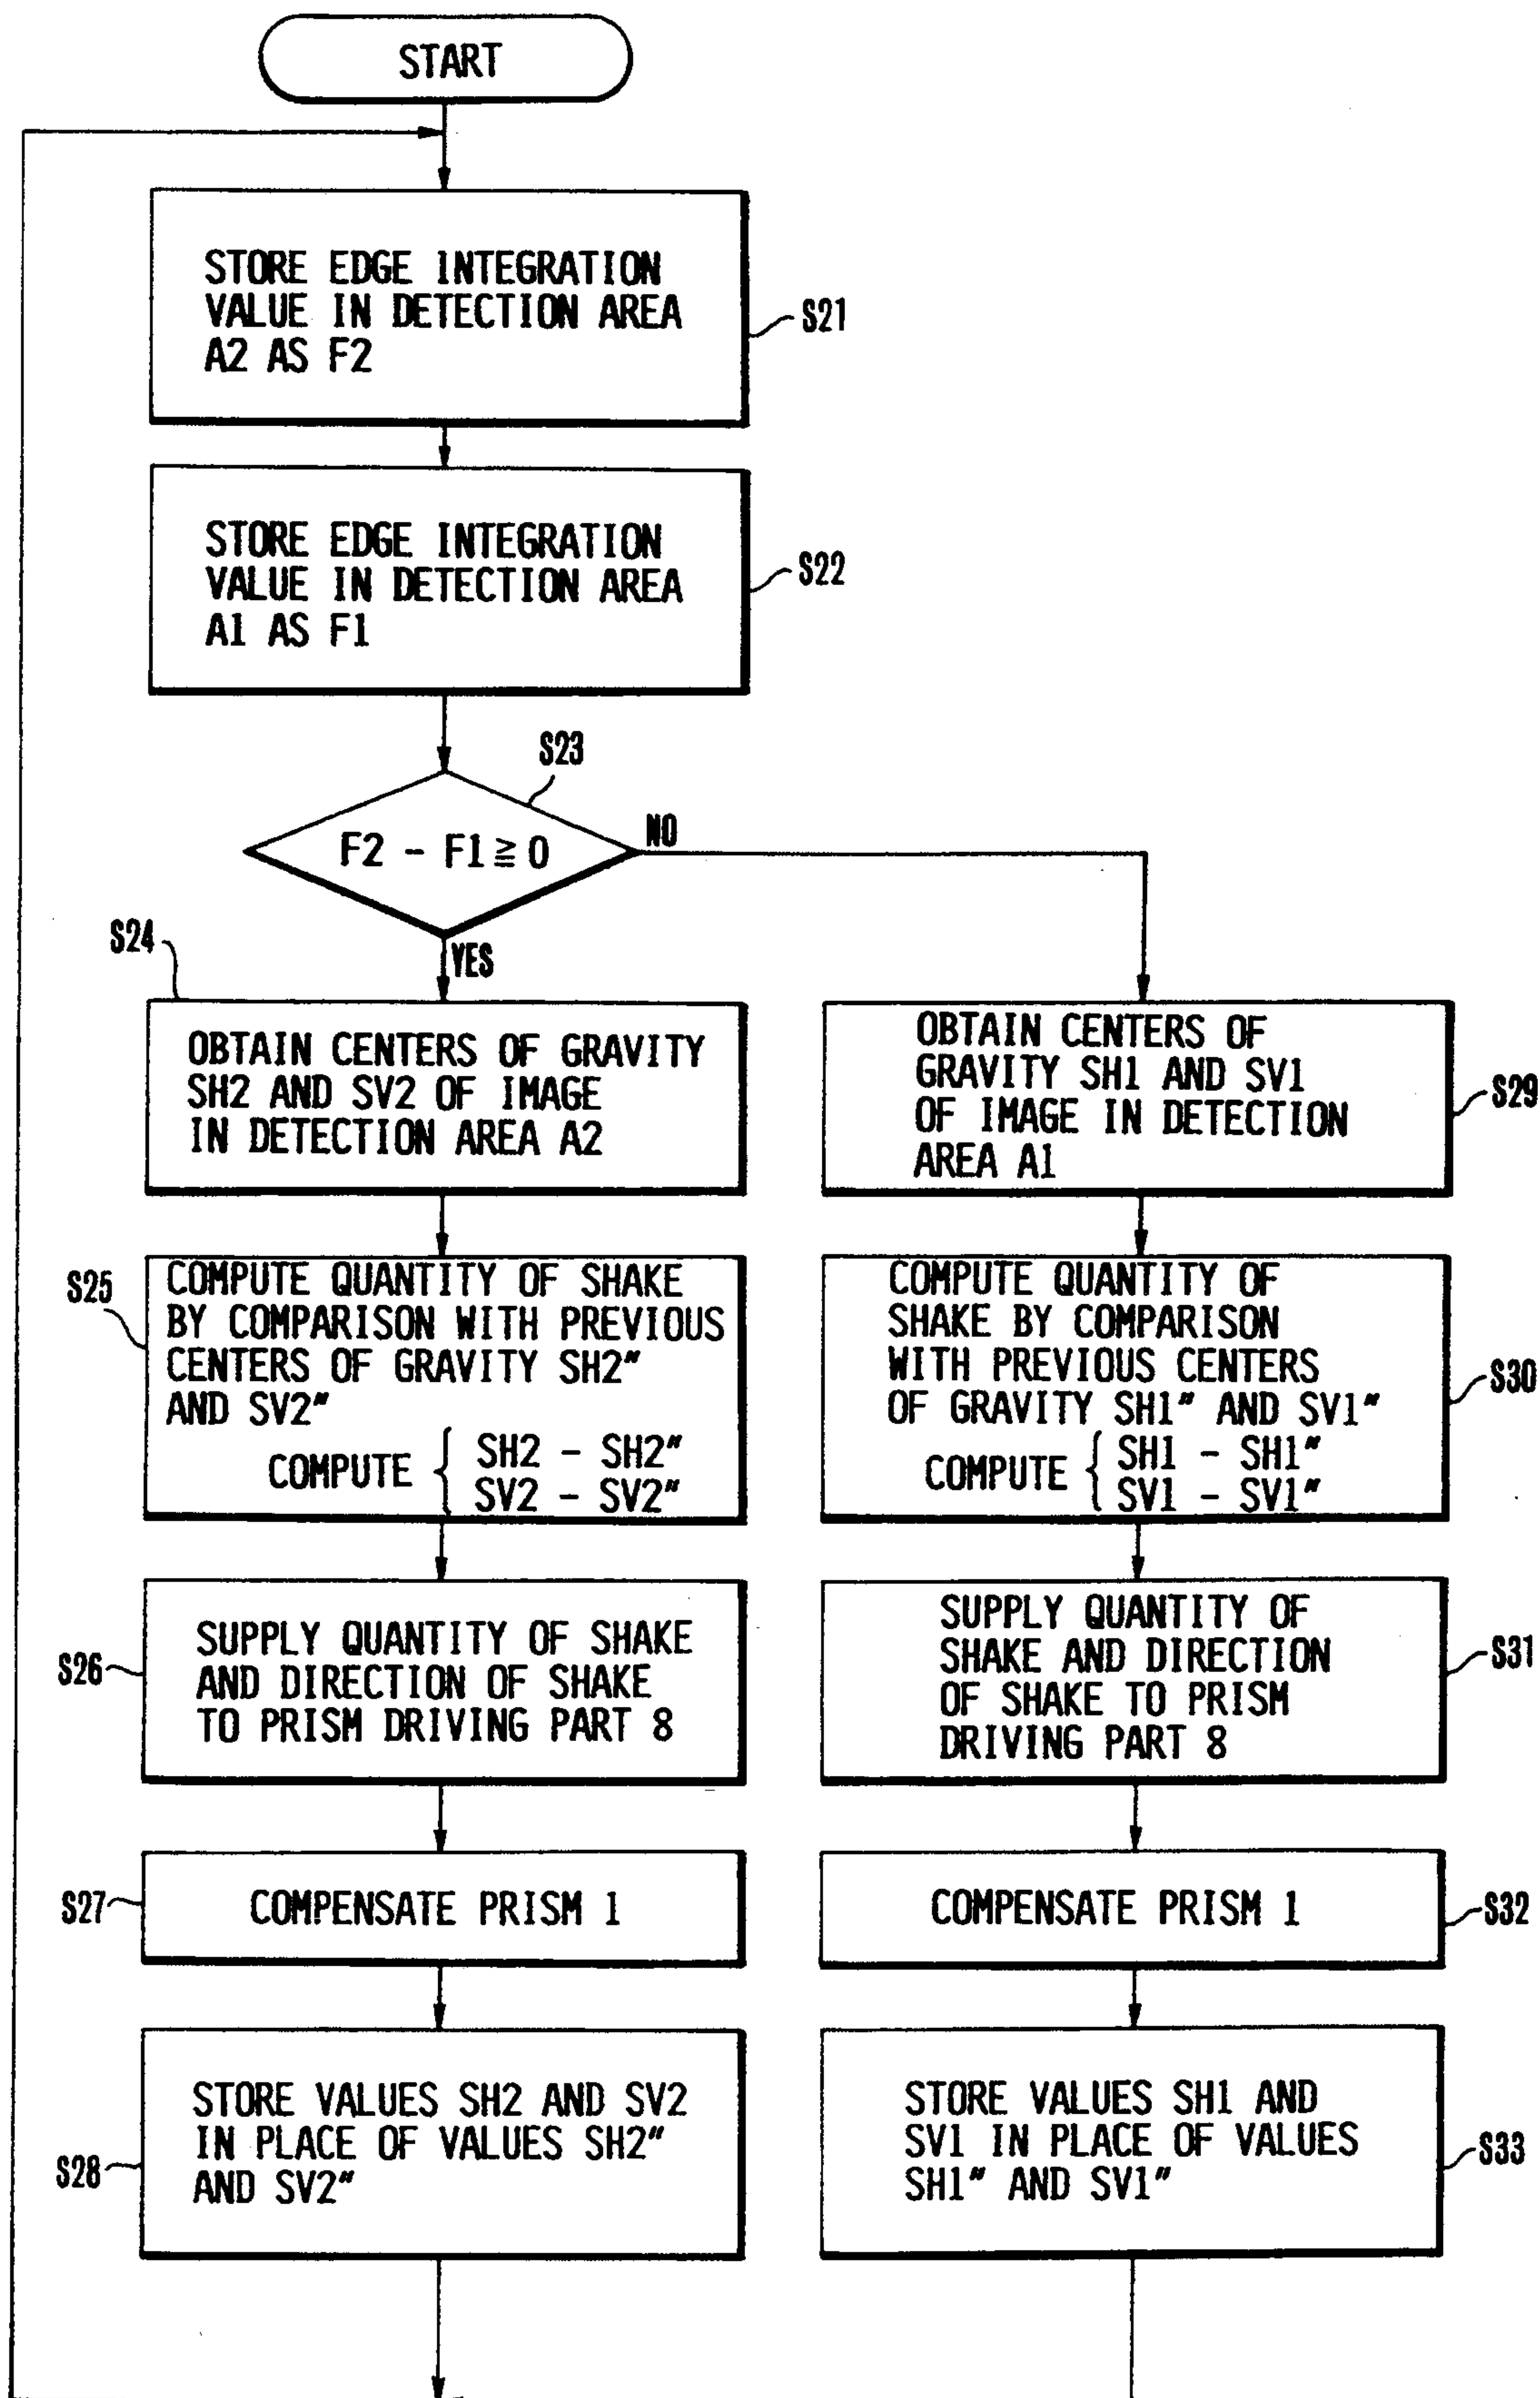 START
STORE EDGE INTEGRATION
VALUE IN DETECTION AREA
A2 AS F2
S21
STORE EDGE INTEGRATION
VALUE IN DETECTION AREA
A1 AS F1
S22
S23
F2 - F1 ≧ 0
NO
YES
S24
OBTAIN CENTERS OF GRAVITY
SH2 AND SV2 OF IMAGE
IN DETECTION AREA A2
OBTAIN CENTERS OF
GRAVITY SH1 AND SV1
OF IMAGE IN DETECTION
AREA A1
S29
S25
COMPUTE QUANTITY OF SHAKE
BY COMPARISON WITH PREVIOUS
CENTERS OF GRAVITY SH2″
AND SV2″
COMPUTE { SH2 - SH2″
SV2 - SV2″
COMPUTE QUANTITY OF
SHAKE BY COMPARISON
WITH PREVIOUS CENTERS
OF GRAVITY SH1″ AND SV1″
COMPUTE { SH1 - SH1″
SV1 - SV1″
S30
S26
SUPPLY QUANTITY OF SHAKE
AND DIRECTION OF SHAKE
TO PRISM DRIVING PART 8
SUPPLY QUANTITY OF
SHAKE AND DIRECTION
OF SHAKE TO PRISM
DRIVING PART 8
S31
S27
COMPENSATE PRISM 1
COMPENSATE PRISM 1
S32
S28
STORE VALUES SH2 AND SV2
IN PLACE OF VALUES SH2″
AND SV2″
STORE VALUES SH1 AND
SV1 IN PLACE OF VALUES
SH1″ AND SV1″
S33